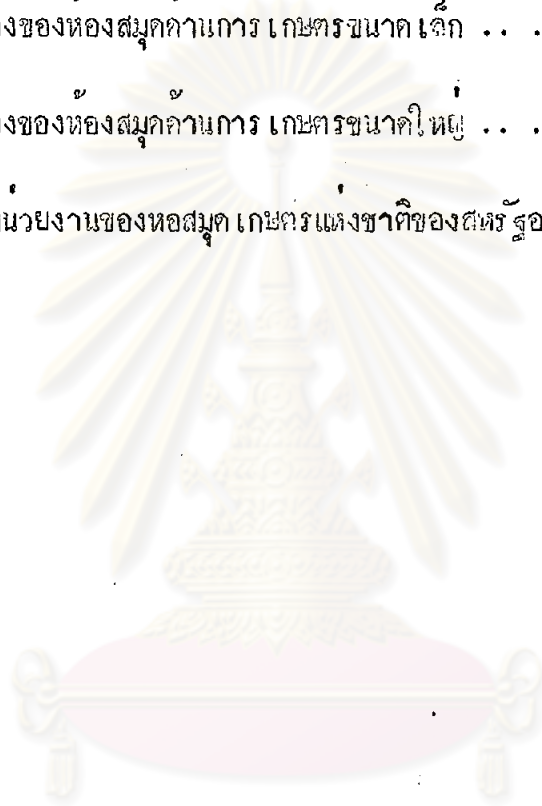 งของห้องสมุดด้านการเกษตรขนาดเล็ก . . .
งของห้องสมุดด้านการเกษตรขนาดใหญ่ . . .
หน่วยงานของหอสมุดเกษตรแห่งชาติของสหรัฐอ